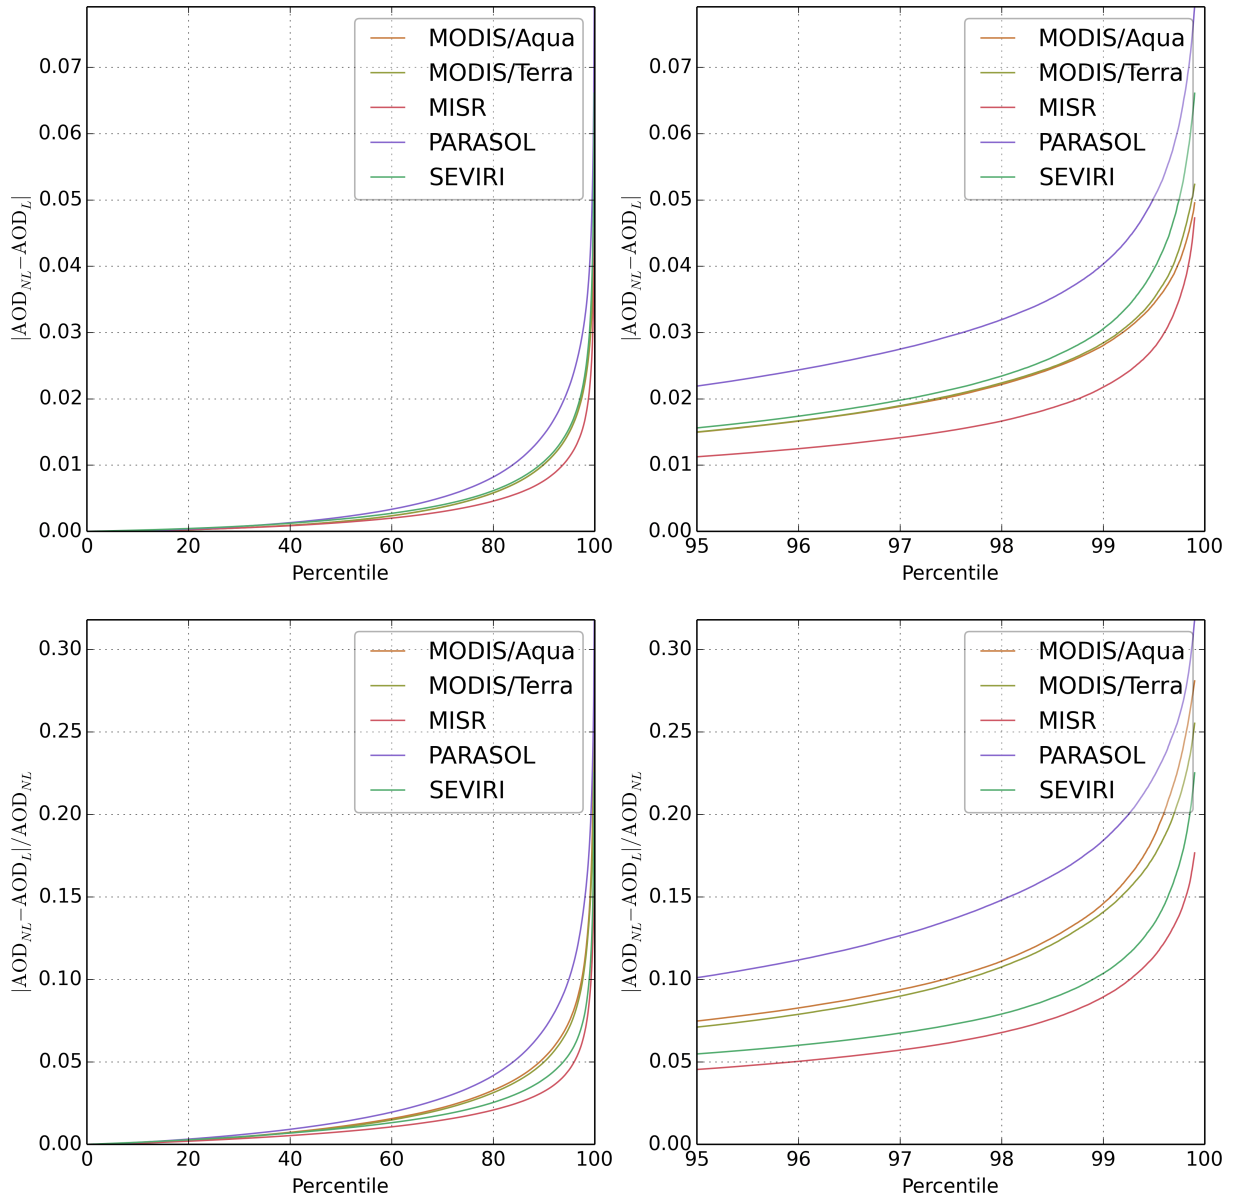 0.07
0.06
0.05
0.04
0.03
0.02
0.01
0.00
|AOD_NL−AOD_L|
0 20 40 60 80 100
Percentile
MODIS/Aqua
MODIS/Terra
MISR
PARASOL
SEVIRI
0.07
0.06
0.05
0.04
0.03
0.02
0.01
0.00
|AOD_NL−AOD_L|
95 96 97 98 99 100
Percentile
MODIS/Aqua
MODIS/Terra
MISR
PARASOL
SEVIRI
0.30
0.25
0.20
0.15
0.10
0.05
0.00
|AOD_NL−AOD_L|/AOD_NL
0 20 40 60 80 100
Percentile
MODIS/Aqua
MODIS/Terra
MISR
PARASOL
SEVIRI
0.30
0.25
0.20
0.15
0.10
0.05
0.00
|AOD_NL−AOD_L|/AOD_NL
95 96 97 98 99 100
Percentile
MODIS/Aqua
MODIS/Terra
MISR
PARASOL
SEVIRI